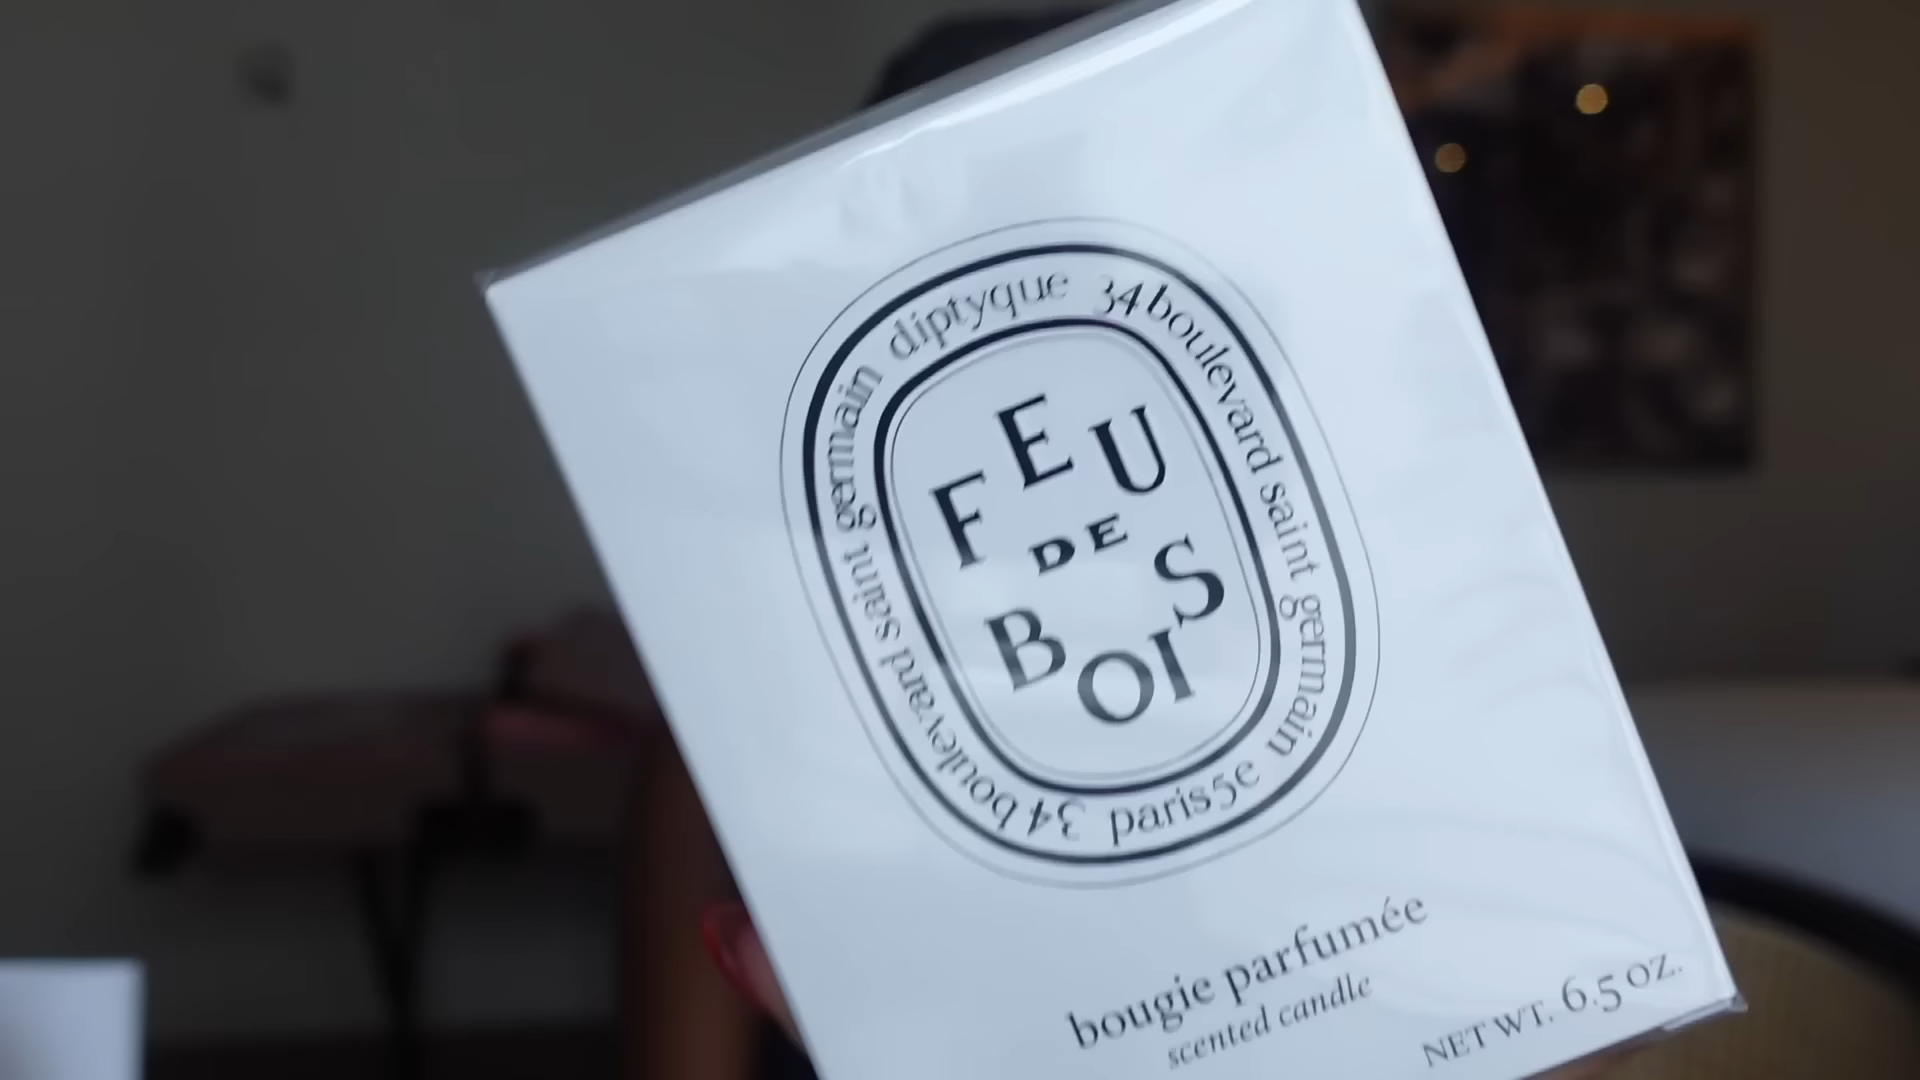 diptyque 34 boulevard saint germain
paris5e 34 boulevard saint germain
FEU
DE
BOIS
bougie parfumée
scented candle
NET WT. 6.5 OZ.